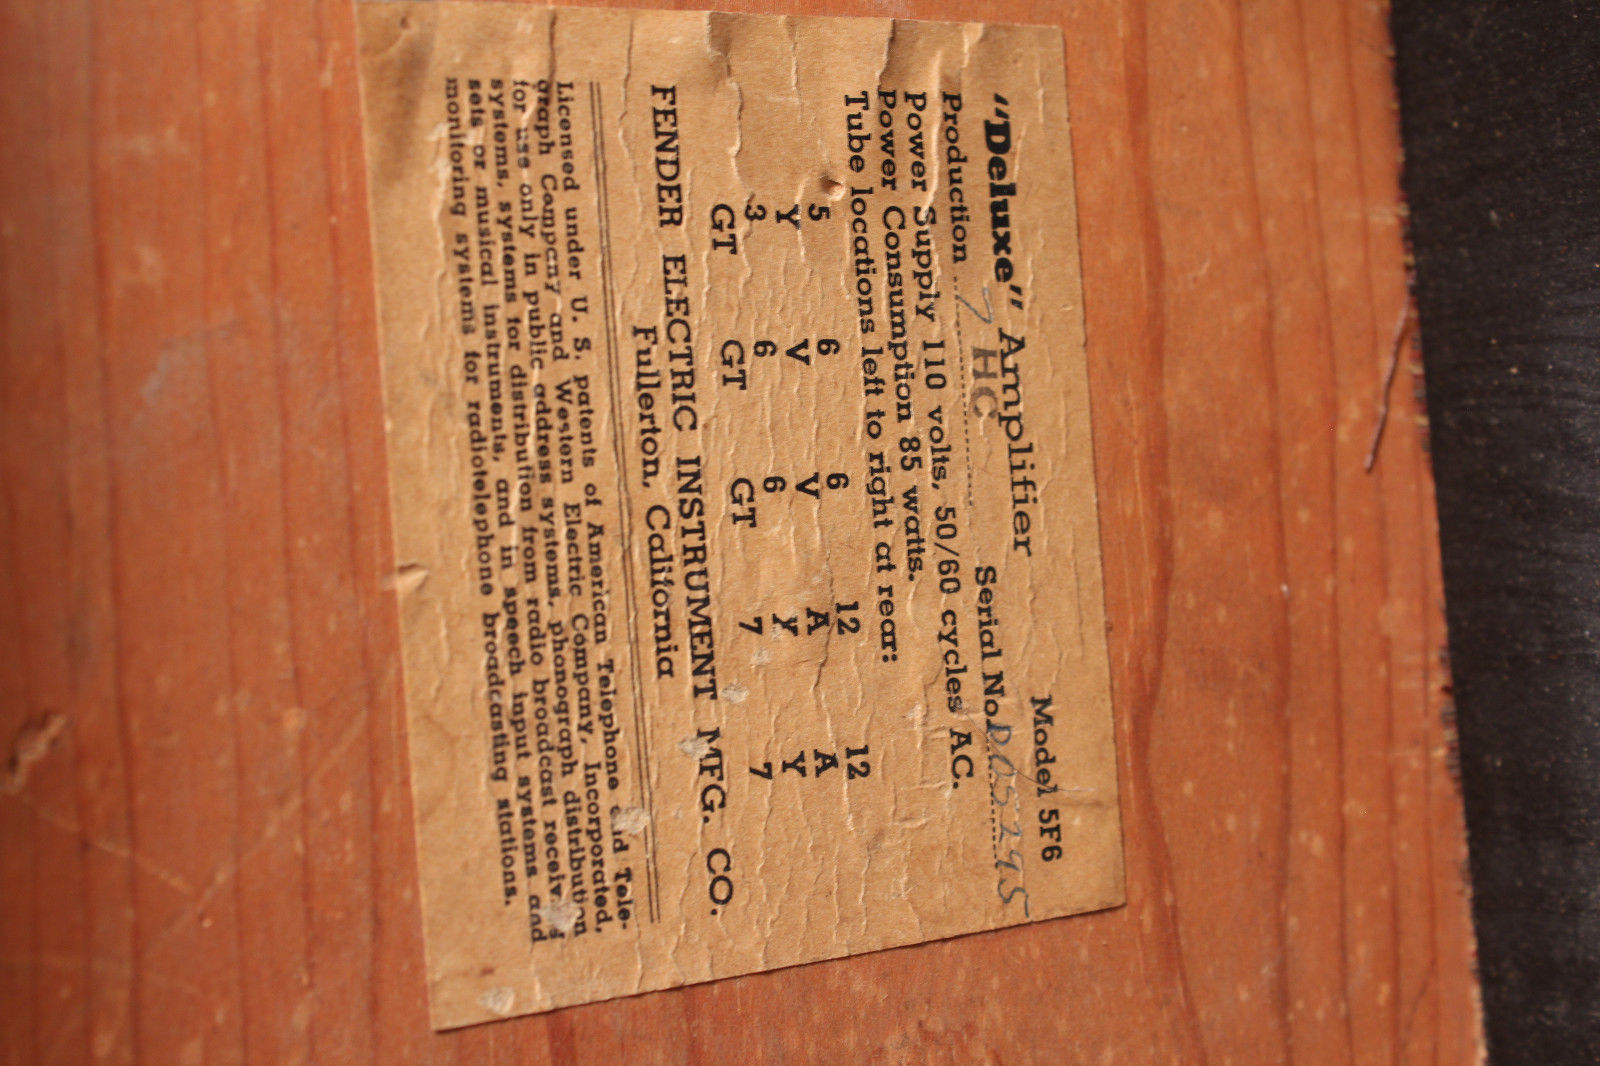 "Deluxe" Amplifier Model 5F6
Production 7 HC Serial No. D05295
Power Supply 110 volts, 50/60 cycles AC.
Power Consumption 85 watts.
Tube locations left to right at rear:
5 6 6 12 12
Y V V A A
3 6 6 Y Y
GT GT GT 7 7
FENDER ELECTRIC INSTRUMENT MFG. CO.
Fullerton, California
Licensed under U. S. patents of American Telephone and Tele-
graph Company and Western Electric Company, Incorporated,
for use only in public address systems, phonograph distribution
systems, systems for distribution from radio broadcast receiving
sets or musical instruments, and in speech input systems and
monitoring systems for radiotelephone broadcasting stations.